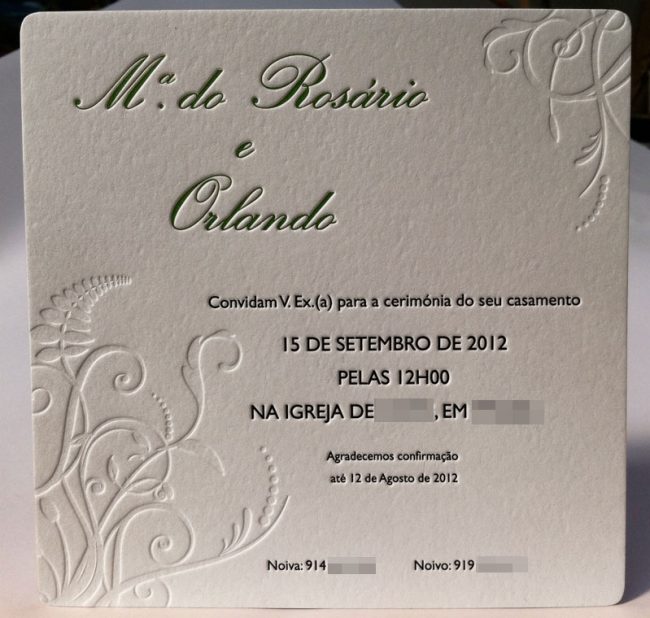 Mª. do Rosário
e
Orlando
Convidam V. Ex.(a) para a cerimónia do seu casamento
15 DE SETEMBRO DE 2012
PELAS 12H00
NA IGREJA DE , EM
Agradecemos confirmação
até 12 de Agosto de 2012
Noiva: 914 Noivo: 919